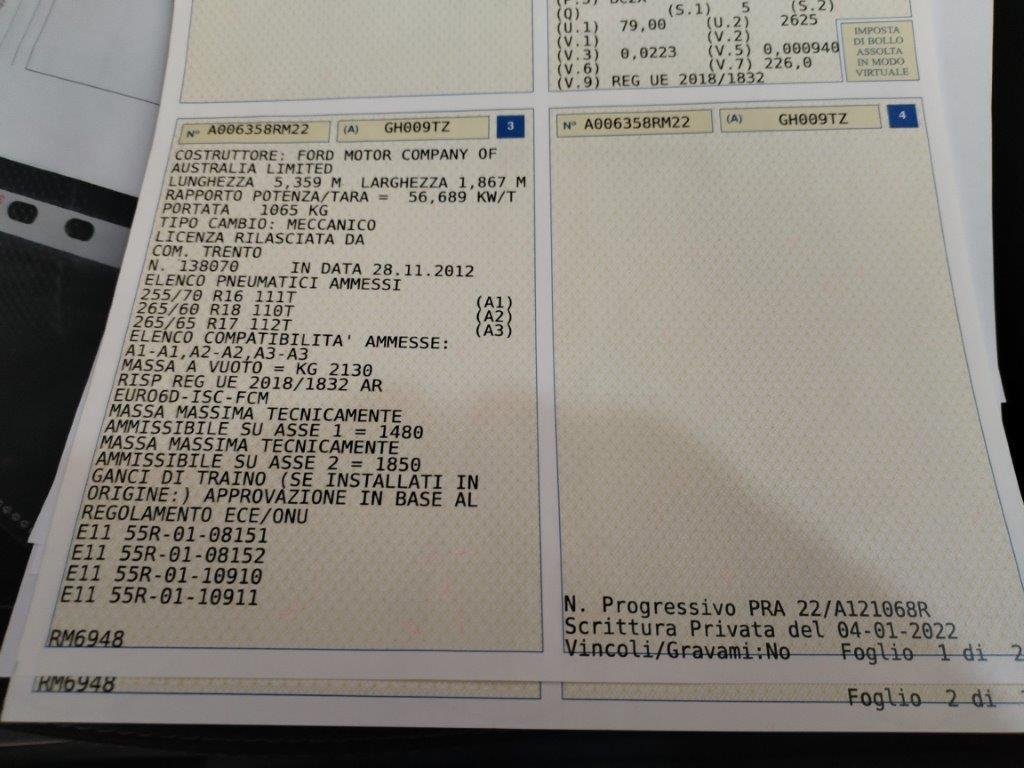 (Q) (S.1) 5 (S.2)
(U.1) 79,00 (U.2) 2625
(V.1) (V.2)
(V.3) 0,0223 (V.5) 0,000940
(V.6) (V.7) 226,0
(V.9) REG UE 2018/1832
IMPOSTA
DI BOLLO
ASSOLTA
IN MODO
VIRTUALE
N° A006358RM22 (A) GH009TZ 3
COSTRUTTORE: FORD MOTOR COMPANY OF
AUSTRALIA LIMITED
LUNGHEZZA 5,359 M LARGHEZZA 1,867 M
RAPPORTO POTENZA/TARA = 56,689 KW/T
PORTATA 1065 KG
TIPO CAMBIO: MECCANICO
LICENZA RILASCIATA DA
COM. TRENTO
N. 138070 IN DATA 28.11.2012
ELENCO PNEUMATICI AMMESSI
255/70 R16 111T (A1)
265/60 R18 110T (A2)
265/65 R17 112T (A3)
ELENCO COMPATIBILITA' AMMESSE:
A1-A1,A2-A2,A3-A3
MASSA A VUOTO = KG 2130
RISP REG UE 2018/1832 AR
EURO6D-ISC-FCM
MASSA MASSIMA TECNICAMENTE
AMMISSIBILE SU ASSE 1 = 1480
MASSA MASSIMA TECNICAMENTE
AMMISSIBILE SU ASSE 2 = 1850
GANCI DI TRAINO (SE INSTALLATI IN
ORIGINE:) APPROVAZIONE IN BASE AL
REGOLAMENTO ECE/ONU
E11 55R-01-08151
E11 55R-01-08152
E11 55R-01-10910
E11 55R-01-10911
RM6948
N° A006358RM22 (A) GH009TZ 4
N. Progressivo PRA 22/A121068R
Scrittura Privata del 04-01-2022
Vincoli/Gravami:No Foglio 1 di 2
RM6948
Foglio 2 di